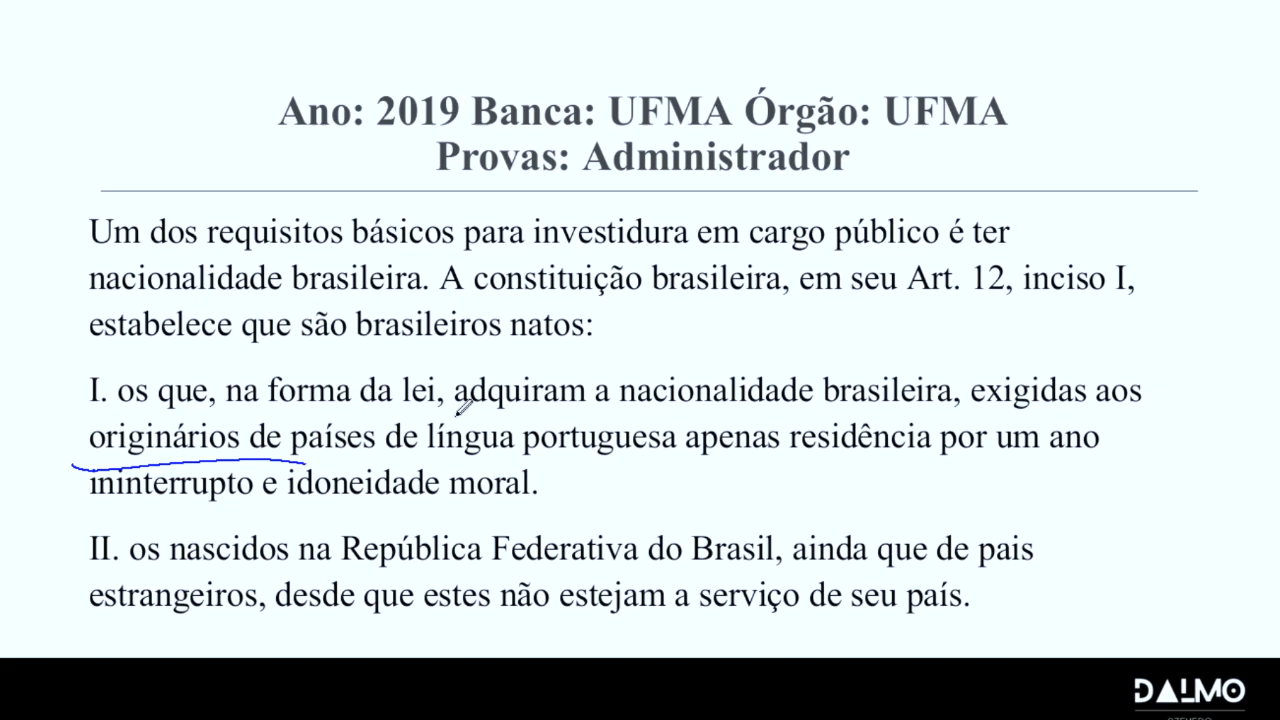 Ano: 2019 Banca: UFMA Órgão: UFMA
Provas: Administrador
Um dos requisitos básicos para investidura em cargo público é ter
nacionalidade brasileira. A constituição brasileira, em seu Art. 12, inciso I,
estabelece que são brasileiros natos:
I. os que, na forma da lei, adquiram a nacionalidade brasileira, exigidas aos
originários de países de língua portuguesa apenas residência por um ano
ininterrupto e idoneidade moral.
II. os nascidos na República Federativa do Brasil, ainda que de pais
estrangeiros, desde que estes não estejam a serviço de seu país.
DALMO